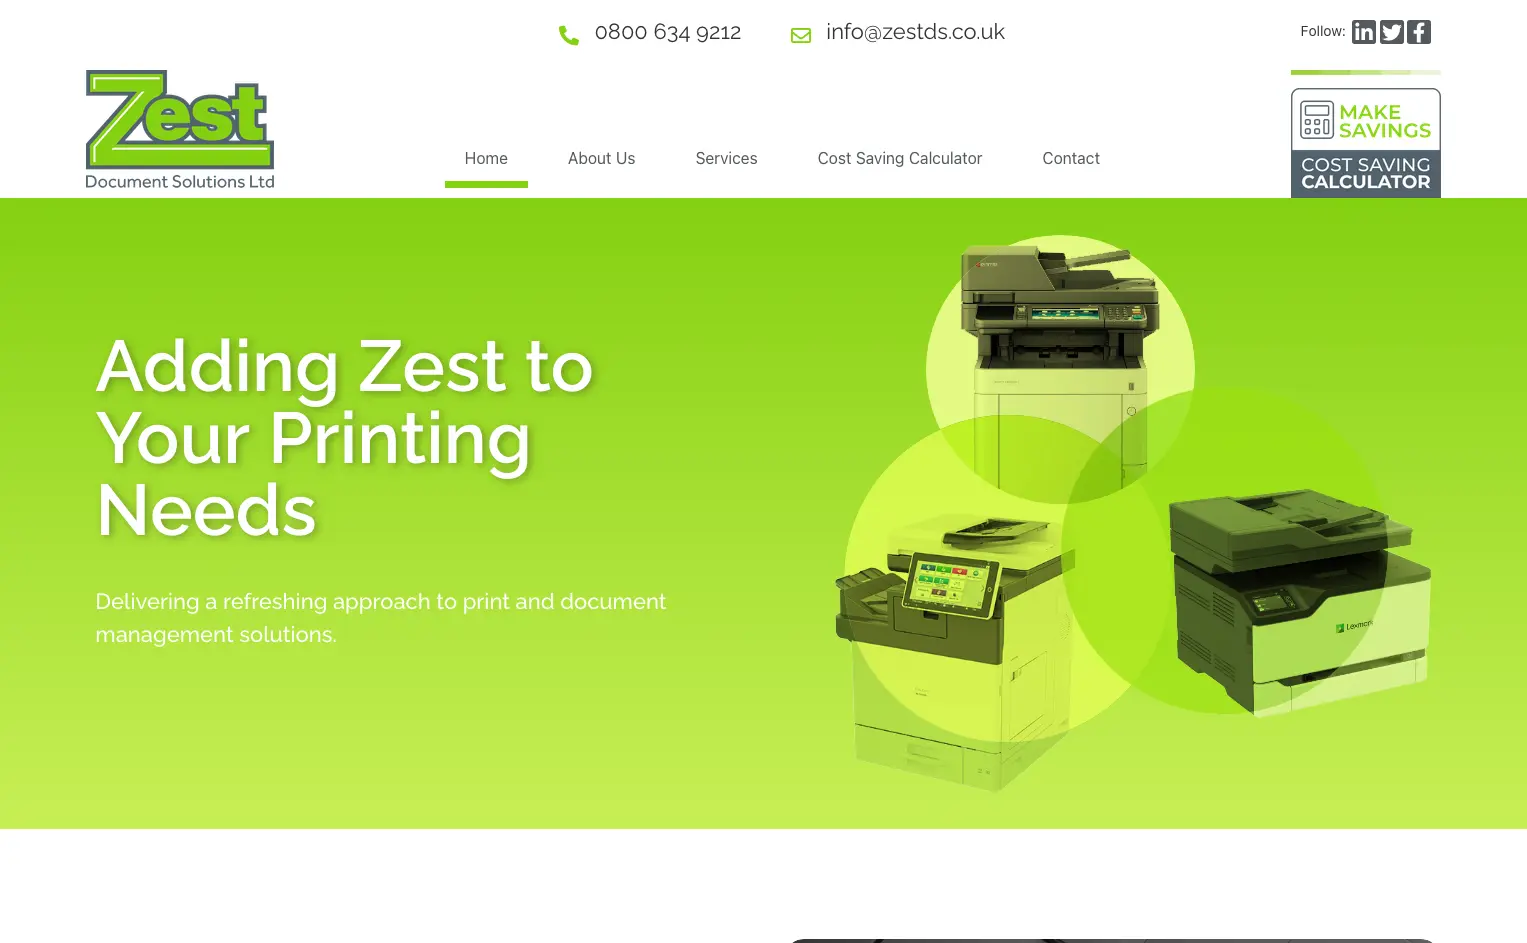 0800 634 9212
info@zestds.co.uk
Follow:
Zest
Document Solutions Ltd
Home
About Us
Services
Cost Saving Calculator
Contact
MAKE
SAVINGS
COST SAVING
CALCULATOR
Adding Zest to
Your Printing
Needs
Delivering a refreshing approach to print and document
management solutions.
Lexmark